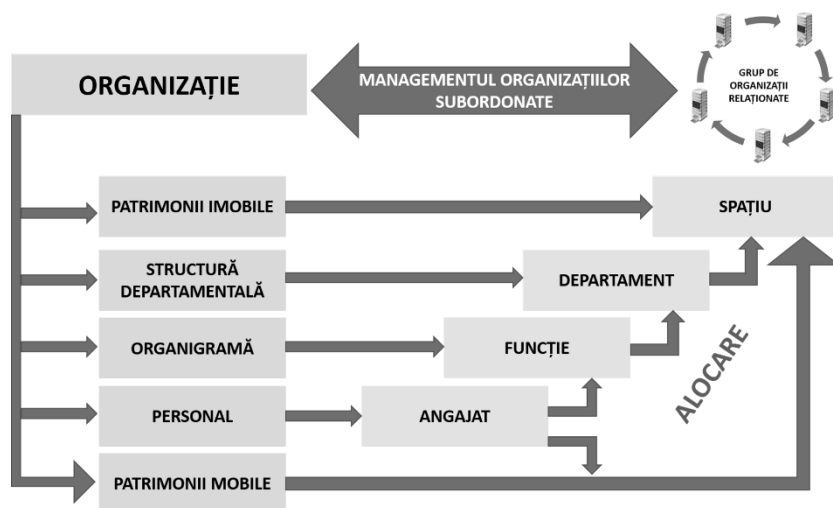 ORGANIZAȚIE
MANAGEMENTUL ORGANIZAȚIILOR
SUBORDONATE
GRUP DE
ORGANIZAȚII
RELAȚIONATE
PATRIMONII IMOBILE
SPAȚIU
STRUCTURĂ
DEPARTAMENTALĂ
DEPARTAMENT
ORGANIGRAMĂ
FUNCȚIE
ALOCARE
PERSONAL
ANGAJAT
PATRIMONII MOBILE